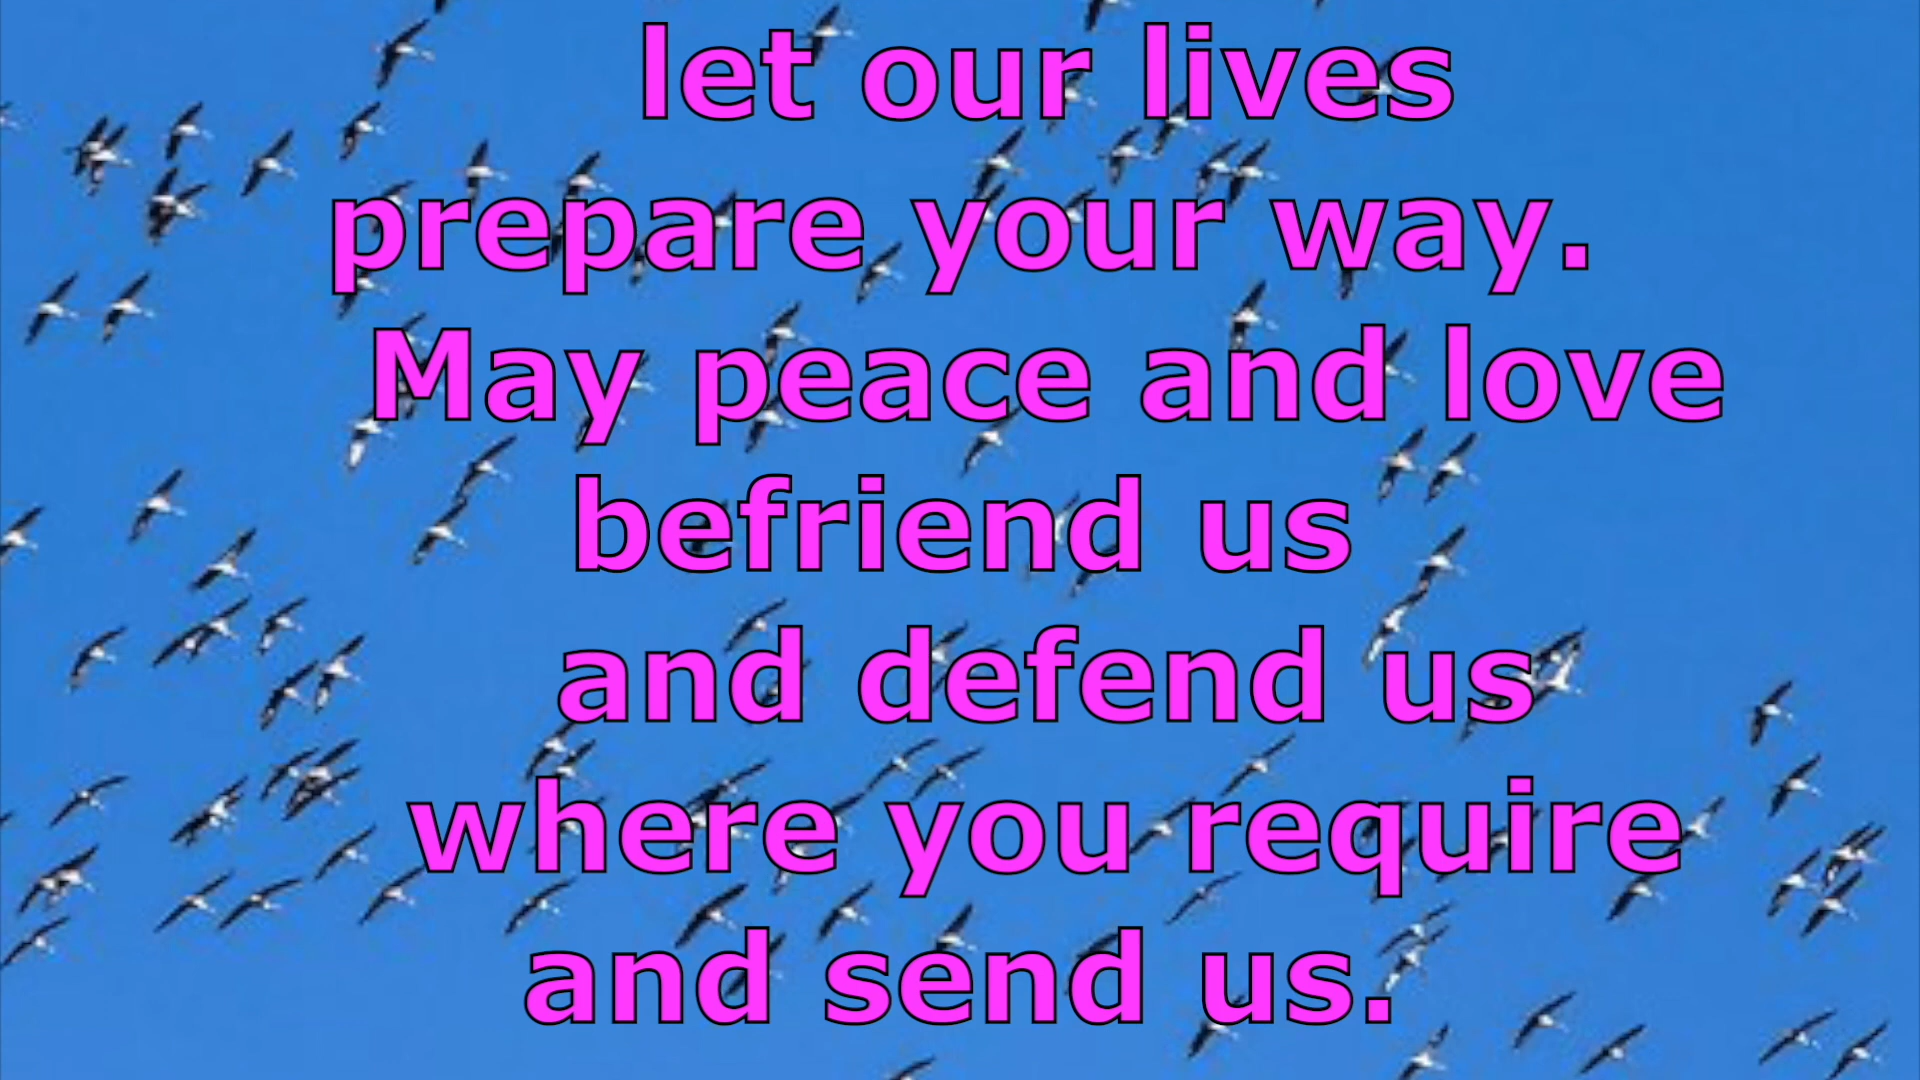 let our lives
prepare your way.
May peace and love
befriend us
and defend us
where you require
and send us.